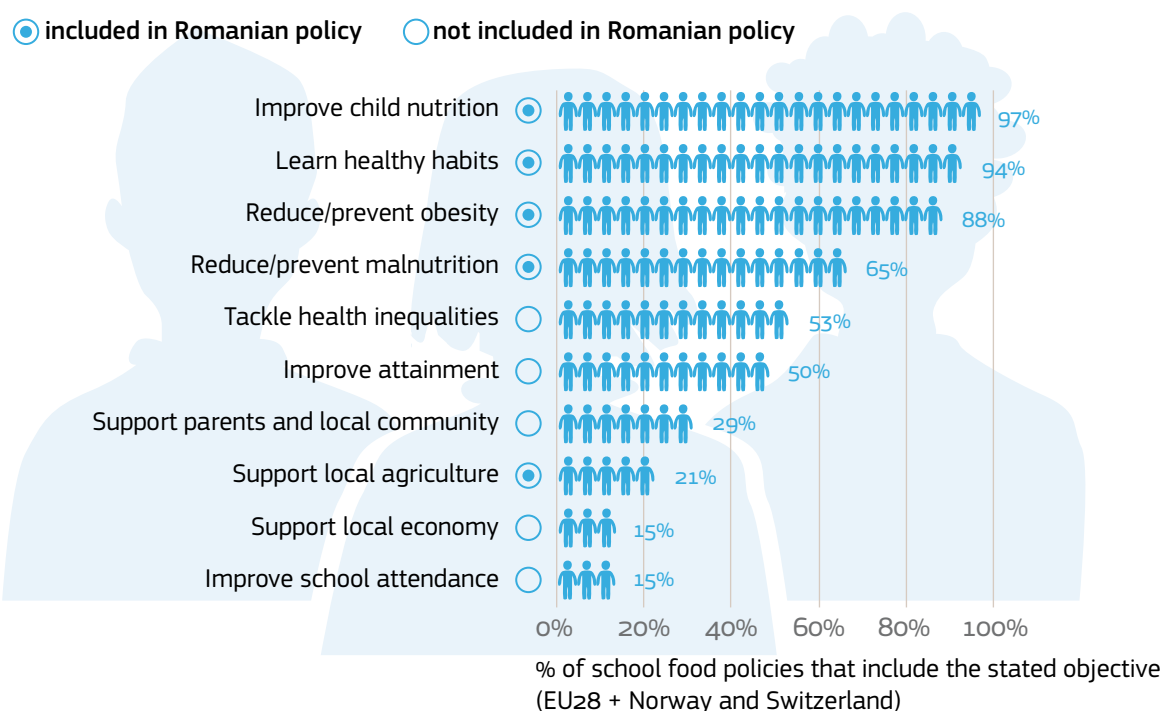 included in Romanian policy not included in Romanian policy
Improve child nutrition 97%
Learn healthy habits 94%
Reduce/prevent obesity 88%
Reduce/prevent malnutrition 65%
Tackle health inequalities 53%
Improve attainment 50%
Support parents and local community 29%
Support local agriculture 21%
Support local economy 15%
Improve school attendance 15%
0% 20% 40% 60% 80% 100%
% of school food policies that include the stated objective
(EU28 + Norway and Switzerland)